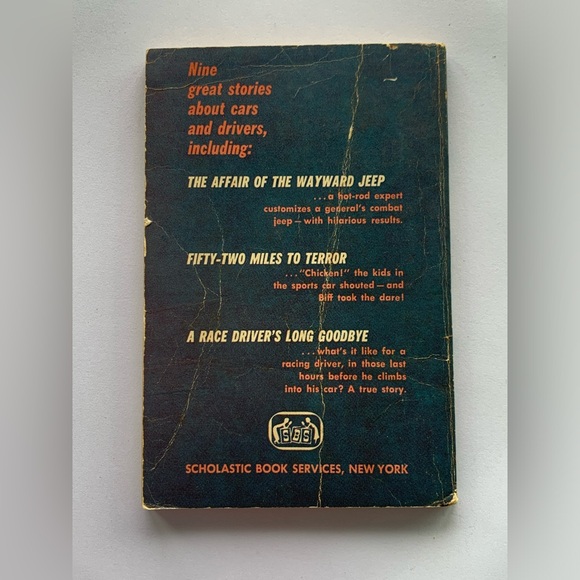 Nine
great stories
about cars
and drivers,
including:
THE AFFAIR OF THE WAYWARD JEEP
...a hot-rod expert
customizes a general's combat
jeep—with hilarious results.
FIFTY-TWO MILES TO TERROR
..."Chicken!" the kids in
the sports car shouted—and
Biff took the dare!
A RACE DRIVER'S LONG GOODBYE
...what's it like for a
racing driver, in those last
hours before he climbs
into his car? A true story.
SBS
SCHOLASTIC BOOK SERVICES, NEW YORK